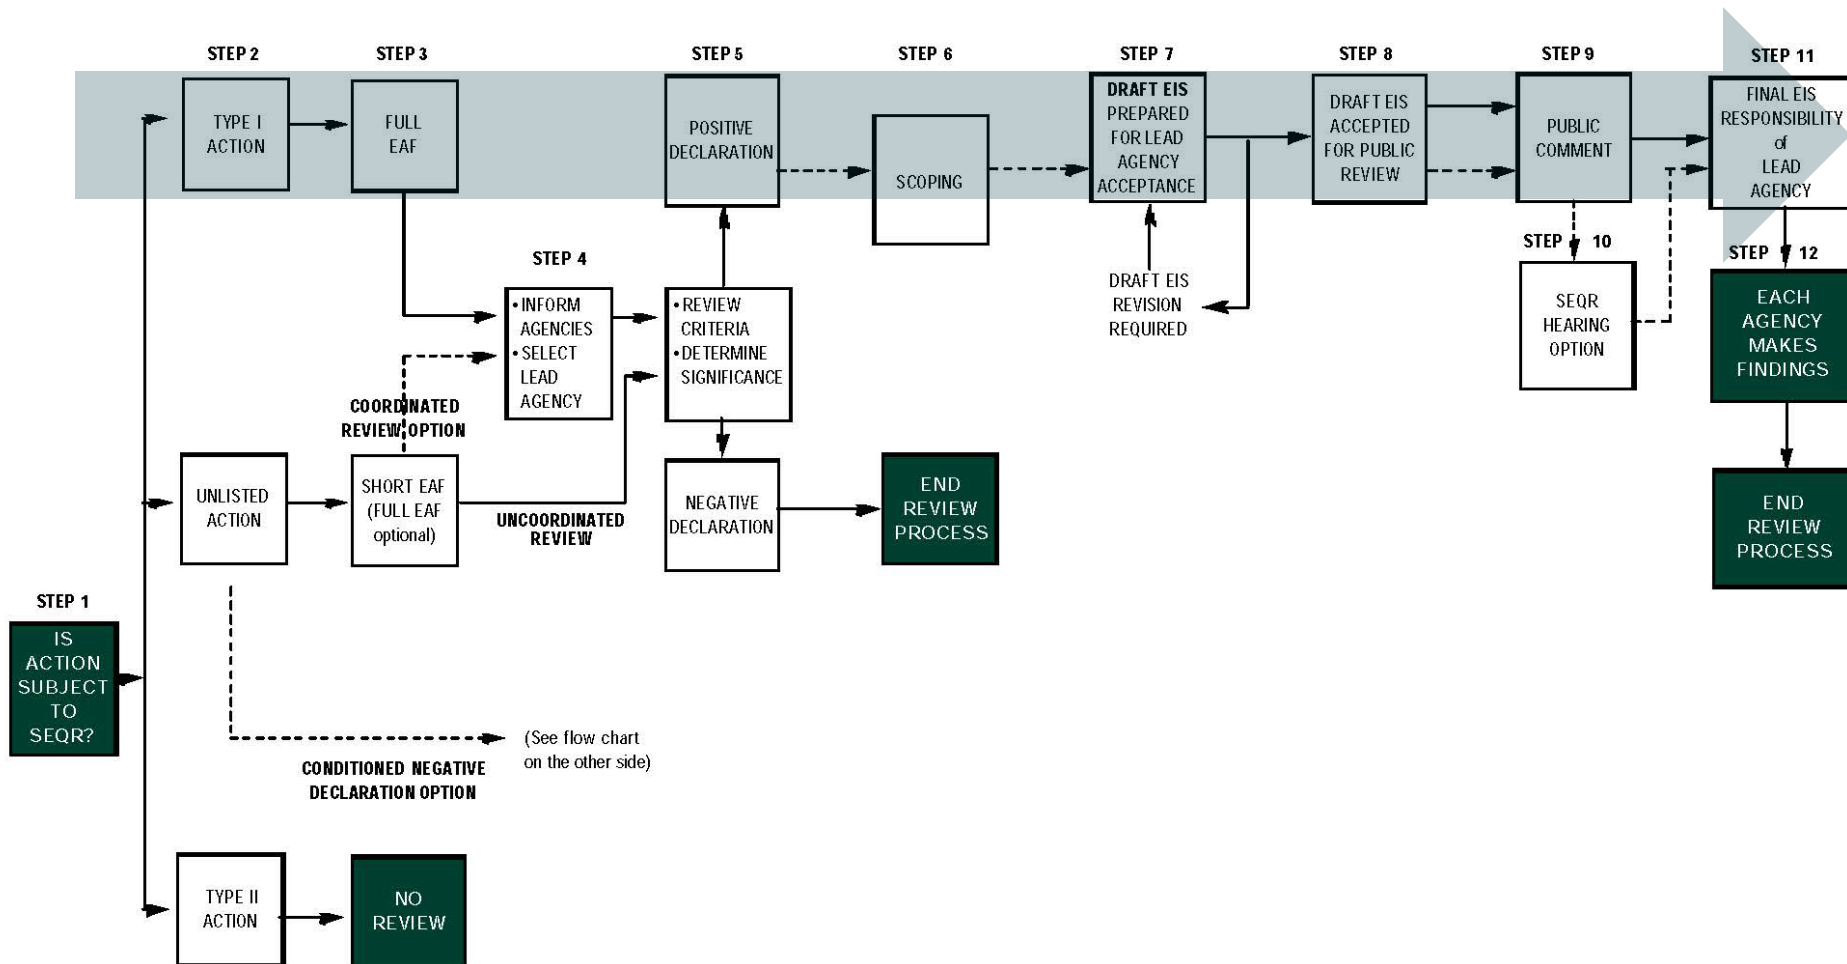 STEP 2
STEP 3
STEP 5
STEP 6
STEP 7
STEP 8
STEP 9
STEP 11
TYPE I
ACTION
FULL
EAF
POSITIVE
DECLARATION
SCOPING
DRAFT EIS
PREPARED
FOR LEAD
AGENCY
ACCEPTANCE
DRAFT EIS
ACCEPTED
FOR PUBLIC
REVIEW
PUBLIC
COMMENT
FINAL EIS
RESPONSIBILITY
of
LEAD
AGENCY
STEP 4
• INFORM
AGENCIES
• SELECT
LEAD
AGENCY
• REVIEW
CRITERIA
• DETERMINE
SIGNIFICANCE
DRAFT EIS
REVISION
REQUIRED
STEP 10
SEQR
HEARING
OPTION
STEP 12
EACH
AGENCY
MAKES
FINDINGS
COORDINATED
REVIEW OPTION
UNLISTED
ACTION
SHORT EAF
(FULL EAF
optional)
UNCOORDINATED
REVIEW
NEGATIVE
DECLARATION
END
REVIEW
PROCESS
END
REVIEW
PROCESS
STEP 1
IS
ACTION
SUBJECT
TO
SEQR?
(See flow chart
on the other side)
CONDITIONED NEGATIVE
DECLARATION OPTION
TYPE II
ACTION
NO
REVIEW